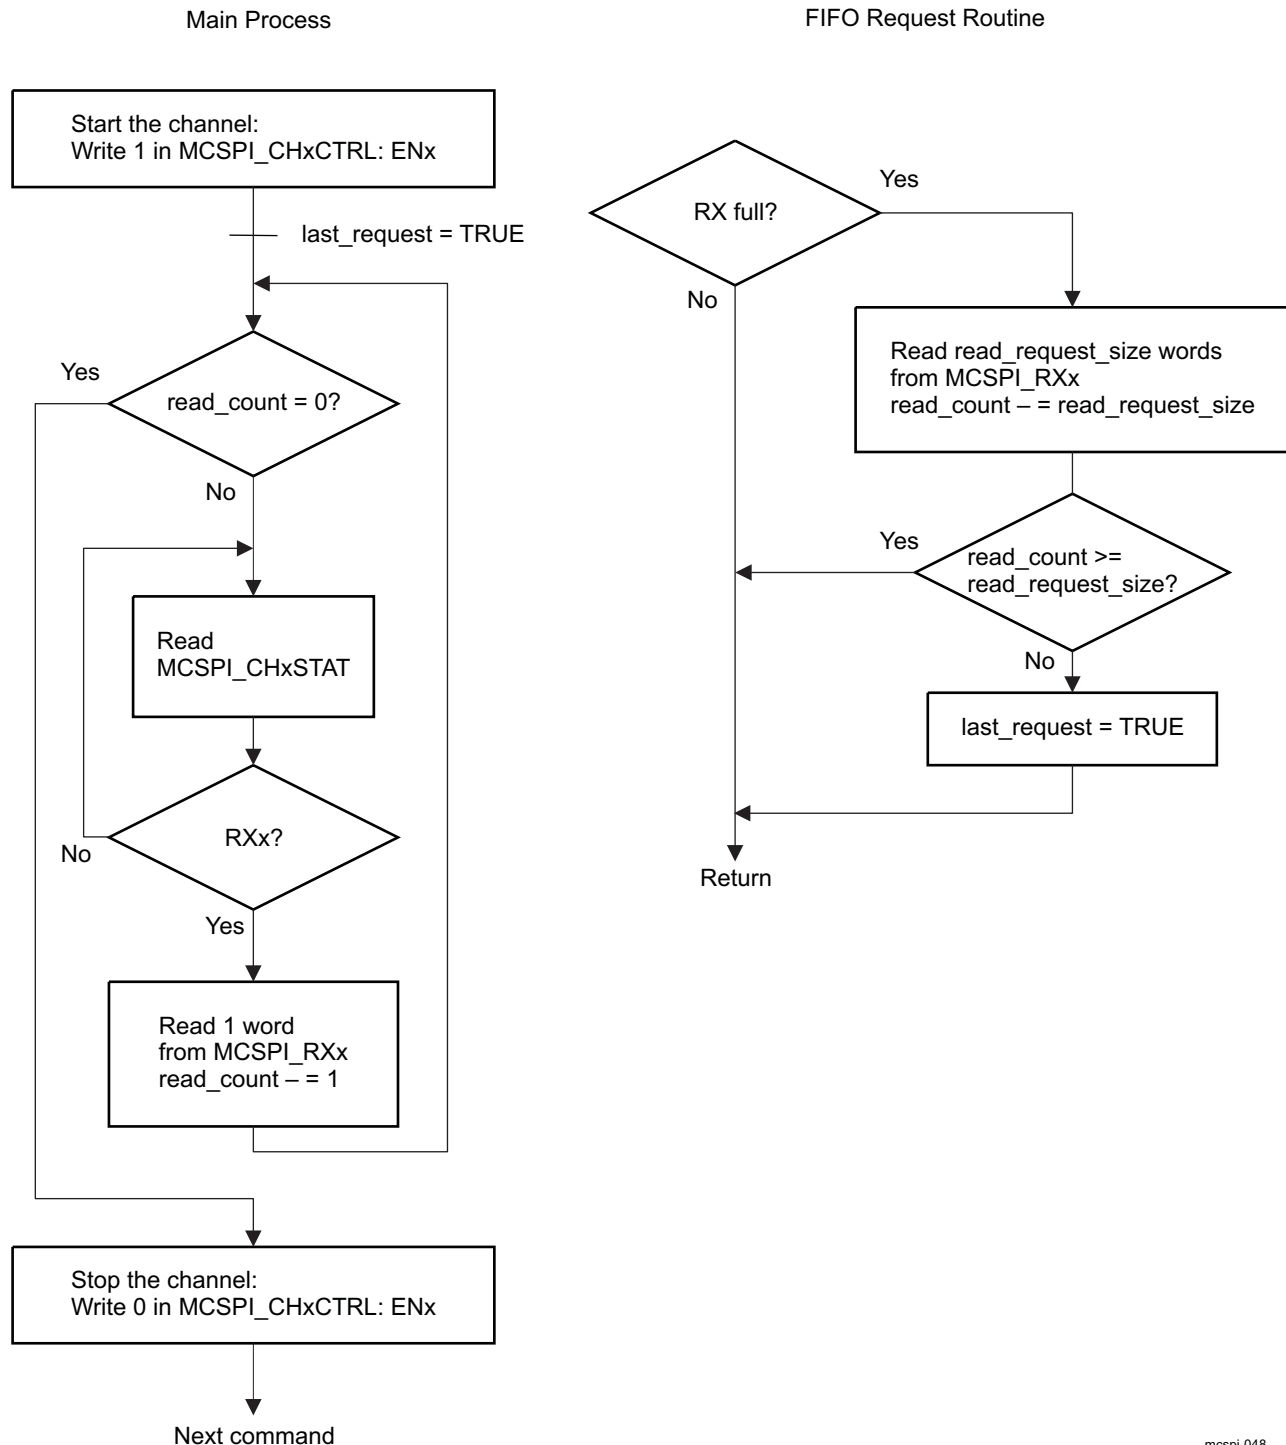 Main Process
Start the channel:
Write 1 in MCSPI_CHxCTRL: ENx
last_request = TRUE
Yes
read_count = 0?
No
Read
MCSPI_CHxSTAT
RXx?
No
Yes
Read 1 word
from MCSPI_RXx
read_count – = 1
Stop the channel:
Write 0 in MCSPI_CHxCTRL: ENx
Next command
FIFO Request Routine
Yes
RX full?
No
Read read_request_size words
from MCSPI_RXx
read_count – = read_request_size
Yes
read_count >=
read_request_size?
No
last_request = TRUE
Return
mcspi-048